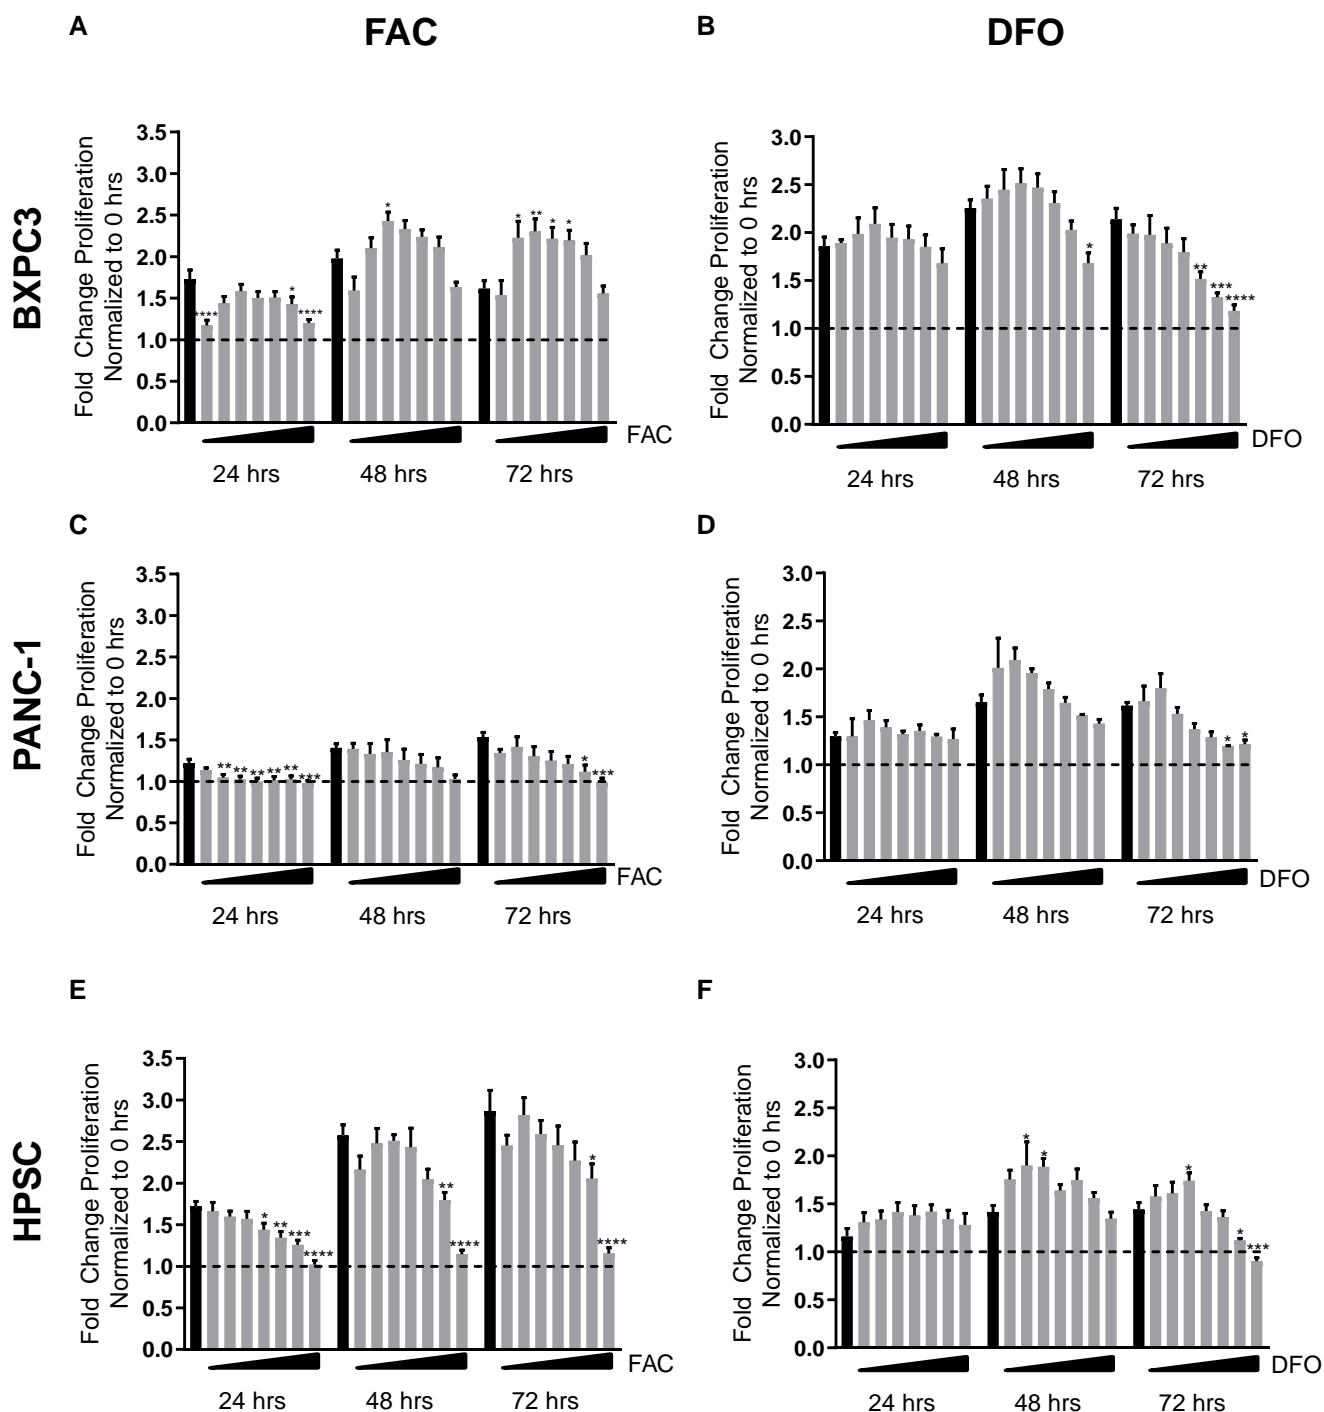 A
FAC
B
DFO
BXPC3
Fold Change Proliferation
Normalized to 0 hrs
3.5
3.0
2.5
2.0
1.5
1.0
0.5
0.0
**** * ****
*
* ** * *
FAC
24 hrs 48 hrs 72 hrs
Fold Change Proliferation
Normalized to 0 hrs
3.0
2.5
2.0
1.5
1.0
0.5
0.0
*
** *** ****
DFO
24 hrs 48 hrs 72 hrs
C
D
PANC-1
Fold Change Proliferation
Normalized to 0 hrs
3.5
3.0
2.5
2.0
1.5
1.0
0.5
0.0
** ** ** ** ** ***
* ***
FAC
24 hrs 48 hrs 72 hrs
Fold Change Proliferation
Normalized to 0 hrs
3.0
2.5
2.0
1.5
1.0
0.5
0.0
* *
DFO
24 hrs 48 hrs 72 hrs
E
F
HPSC
Fold Change Proliferation
Normalized to 0 hrs
3.5
3.0
2.5
2.0
1.5
1.0
0.5
0.0
* ** *** ****
** ****
* ****
FAC
24 hrs 48 hrs 72 hrs
Fold Change Proliferation
Normalized to 0 hrs
3.0
2.5
2.0
1.5
1.0
0.5
0.0
* *
* * ***
DFO
24 hrs 48 hrs 72 hrs